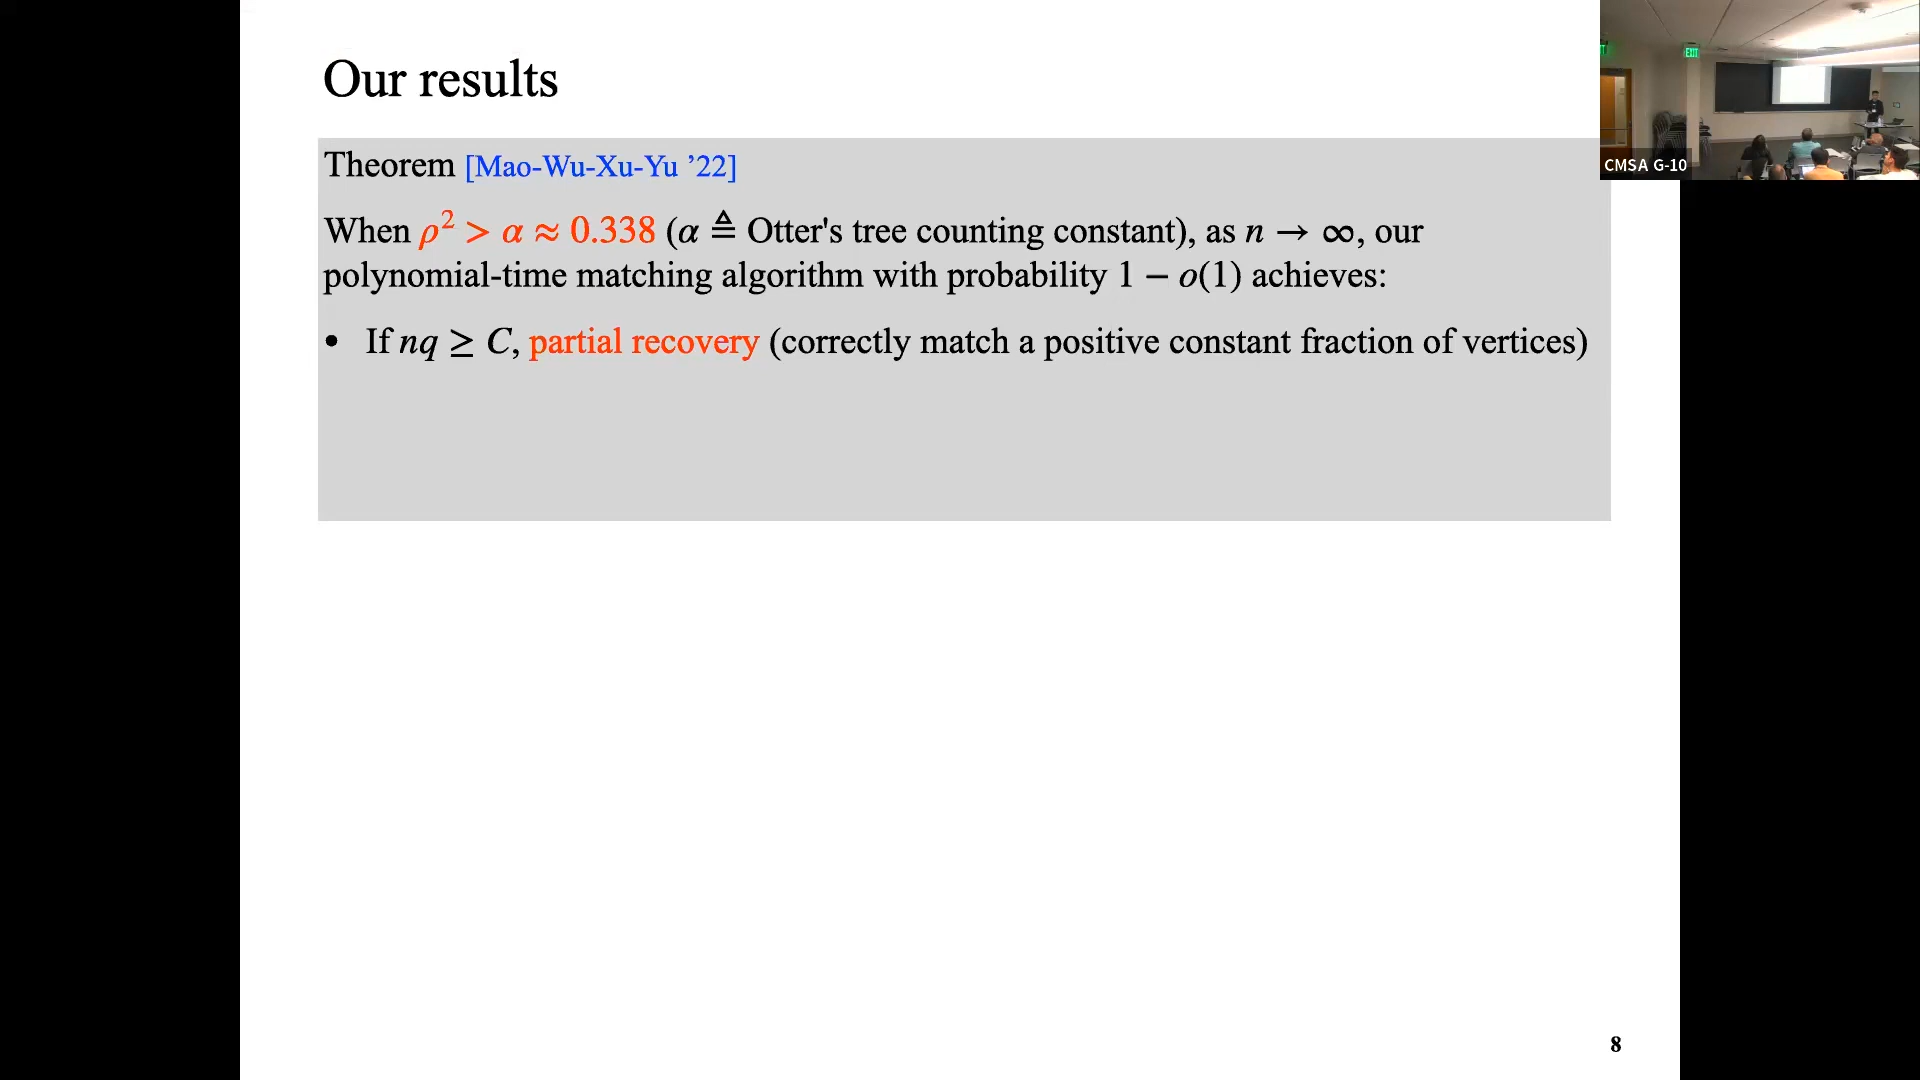 Our results
Theorem [Mao-Wu-Xu-Yu ’22]
When ρ² > α ≈ 0.338 (α ≜ Otter's tree counting constant), as n → ∞, our
polynomial-time matching algorithm with probability 1 − o(1) achieves:
• If nq ≥ C, partial recovery (correctly match a positive constant fraction of vertices)
EXIT
CMSA G-10
8